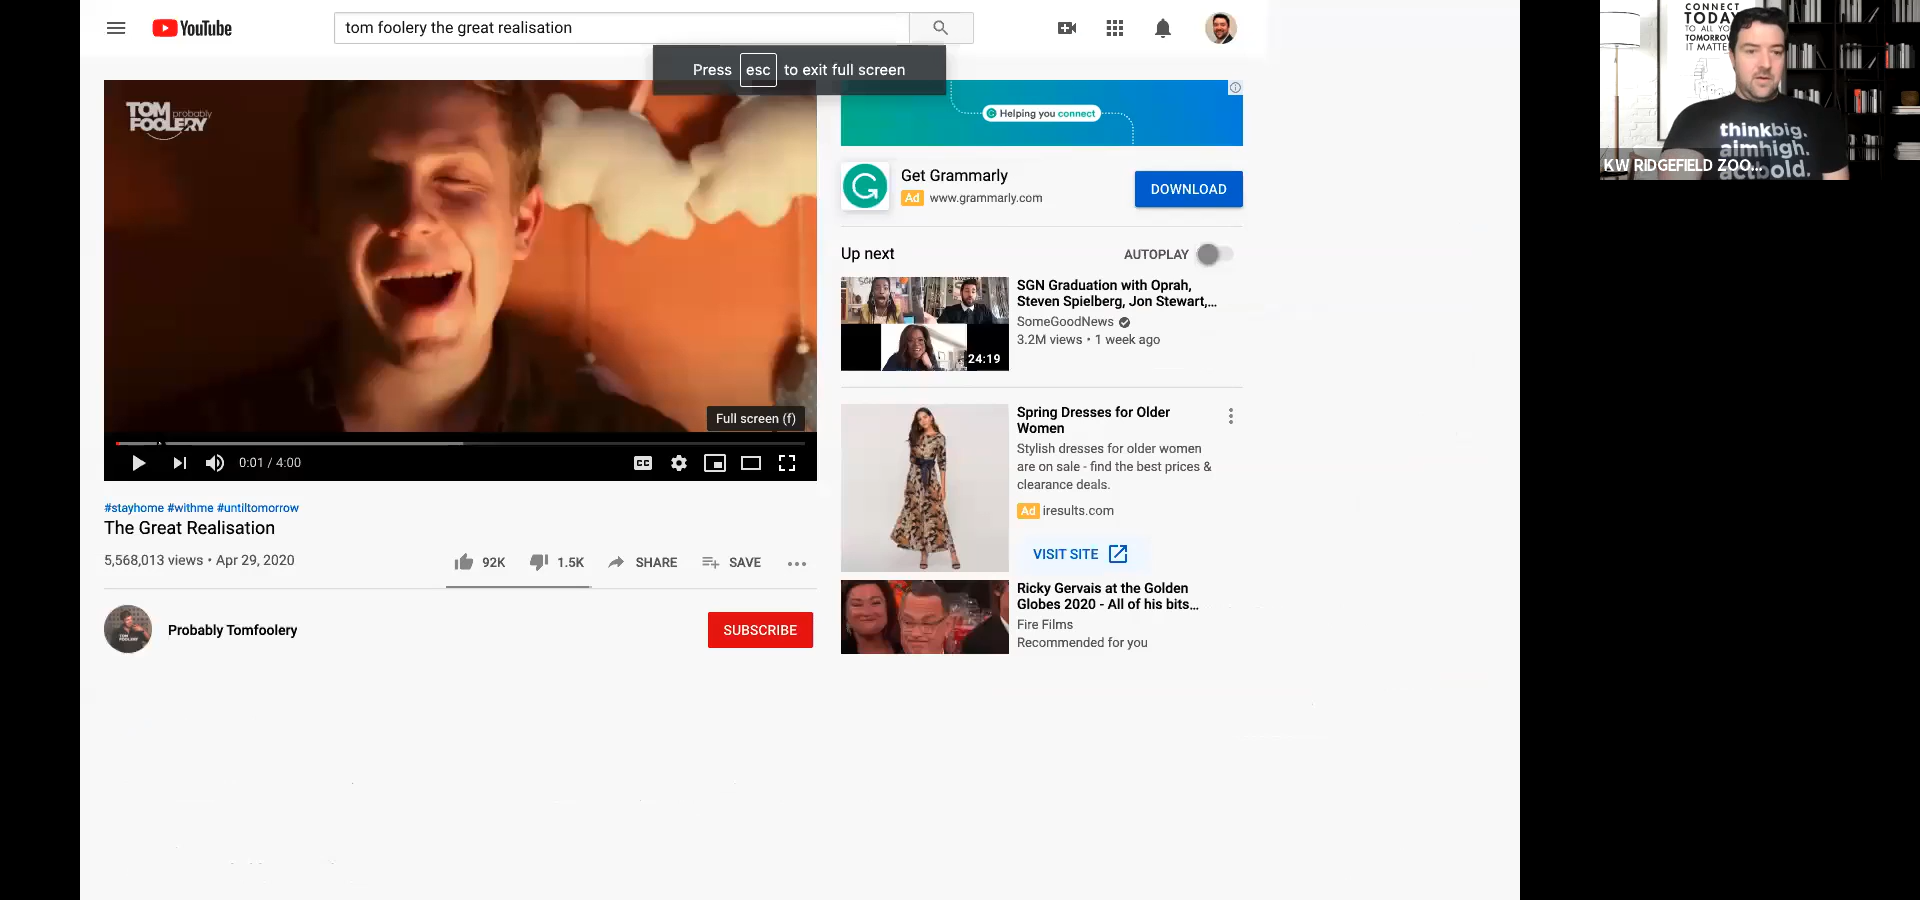 YouTube
tom foolery the great realisation
Press esc to exit full screen
TOM
probably
FOOLERY
Full screen (f)
0:01 / 4:00
#stayhome #withme #untiltomorrow
The Great Realisation
5,568,013 views • Apr 29, 2020
92K
1.5K
SHARE
SAVE
Probably Tomfoolery
SUBSCRIBE
Helping you connect
Get Grammarly
Ad www.grammarly.com
DOWNLOAD
Up next
AUTOPLAY
24:19
SGN Graduation with Oprah,
Steven Spielberg, Jon Stewart,...
SomeGoodNews
3.2M views • 1 week ago
Spring Dresses for Older
Women
Stylish dresses for older women
are on sale - find the best prices &
clearance deals.
Ad iresults.com
VISIT SITE
Ricky Gervais at the Golden
Globes 2020 - All of his bits...
Fire Films
Recommended for you
CONNECT
TODAY
TO ALL YOUR
TOMORROWS
IT MATTERS
thinkbig.
aimhigh.
actbold.
KW RIDGEFIELD ZOO...